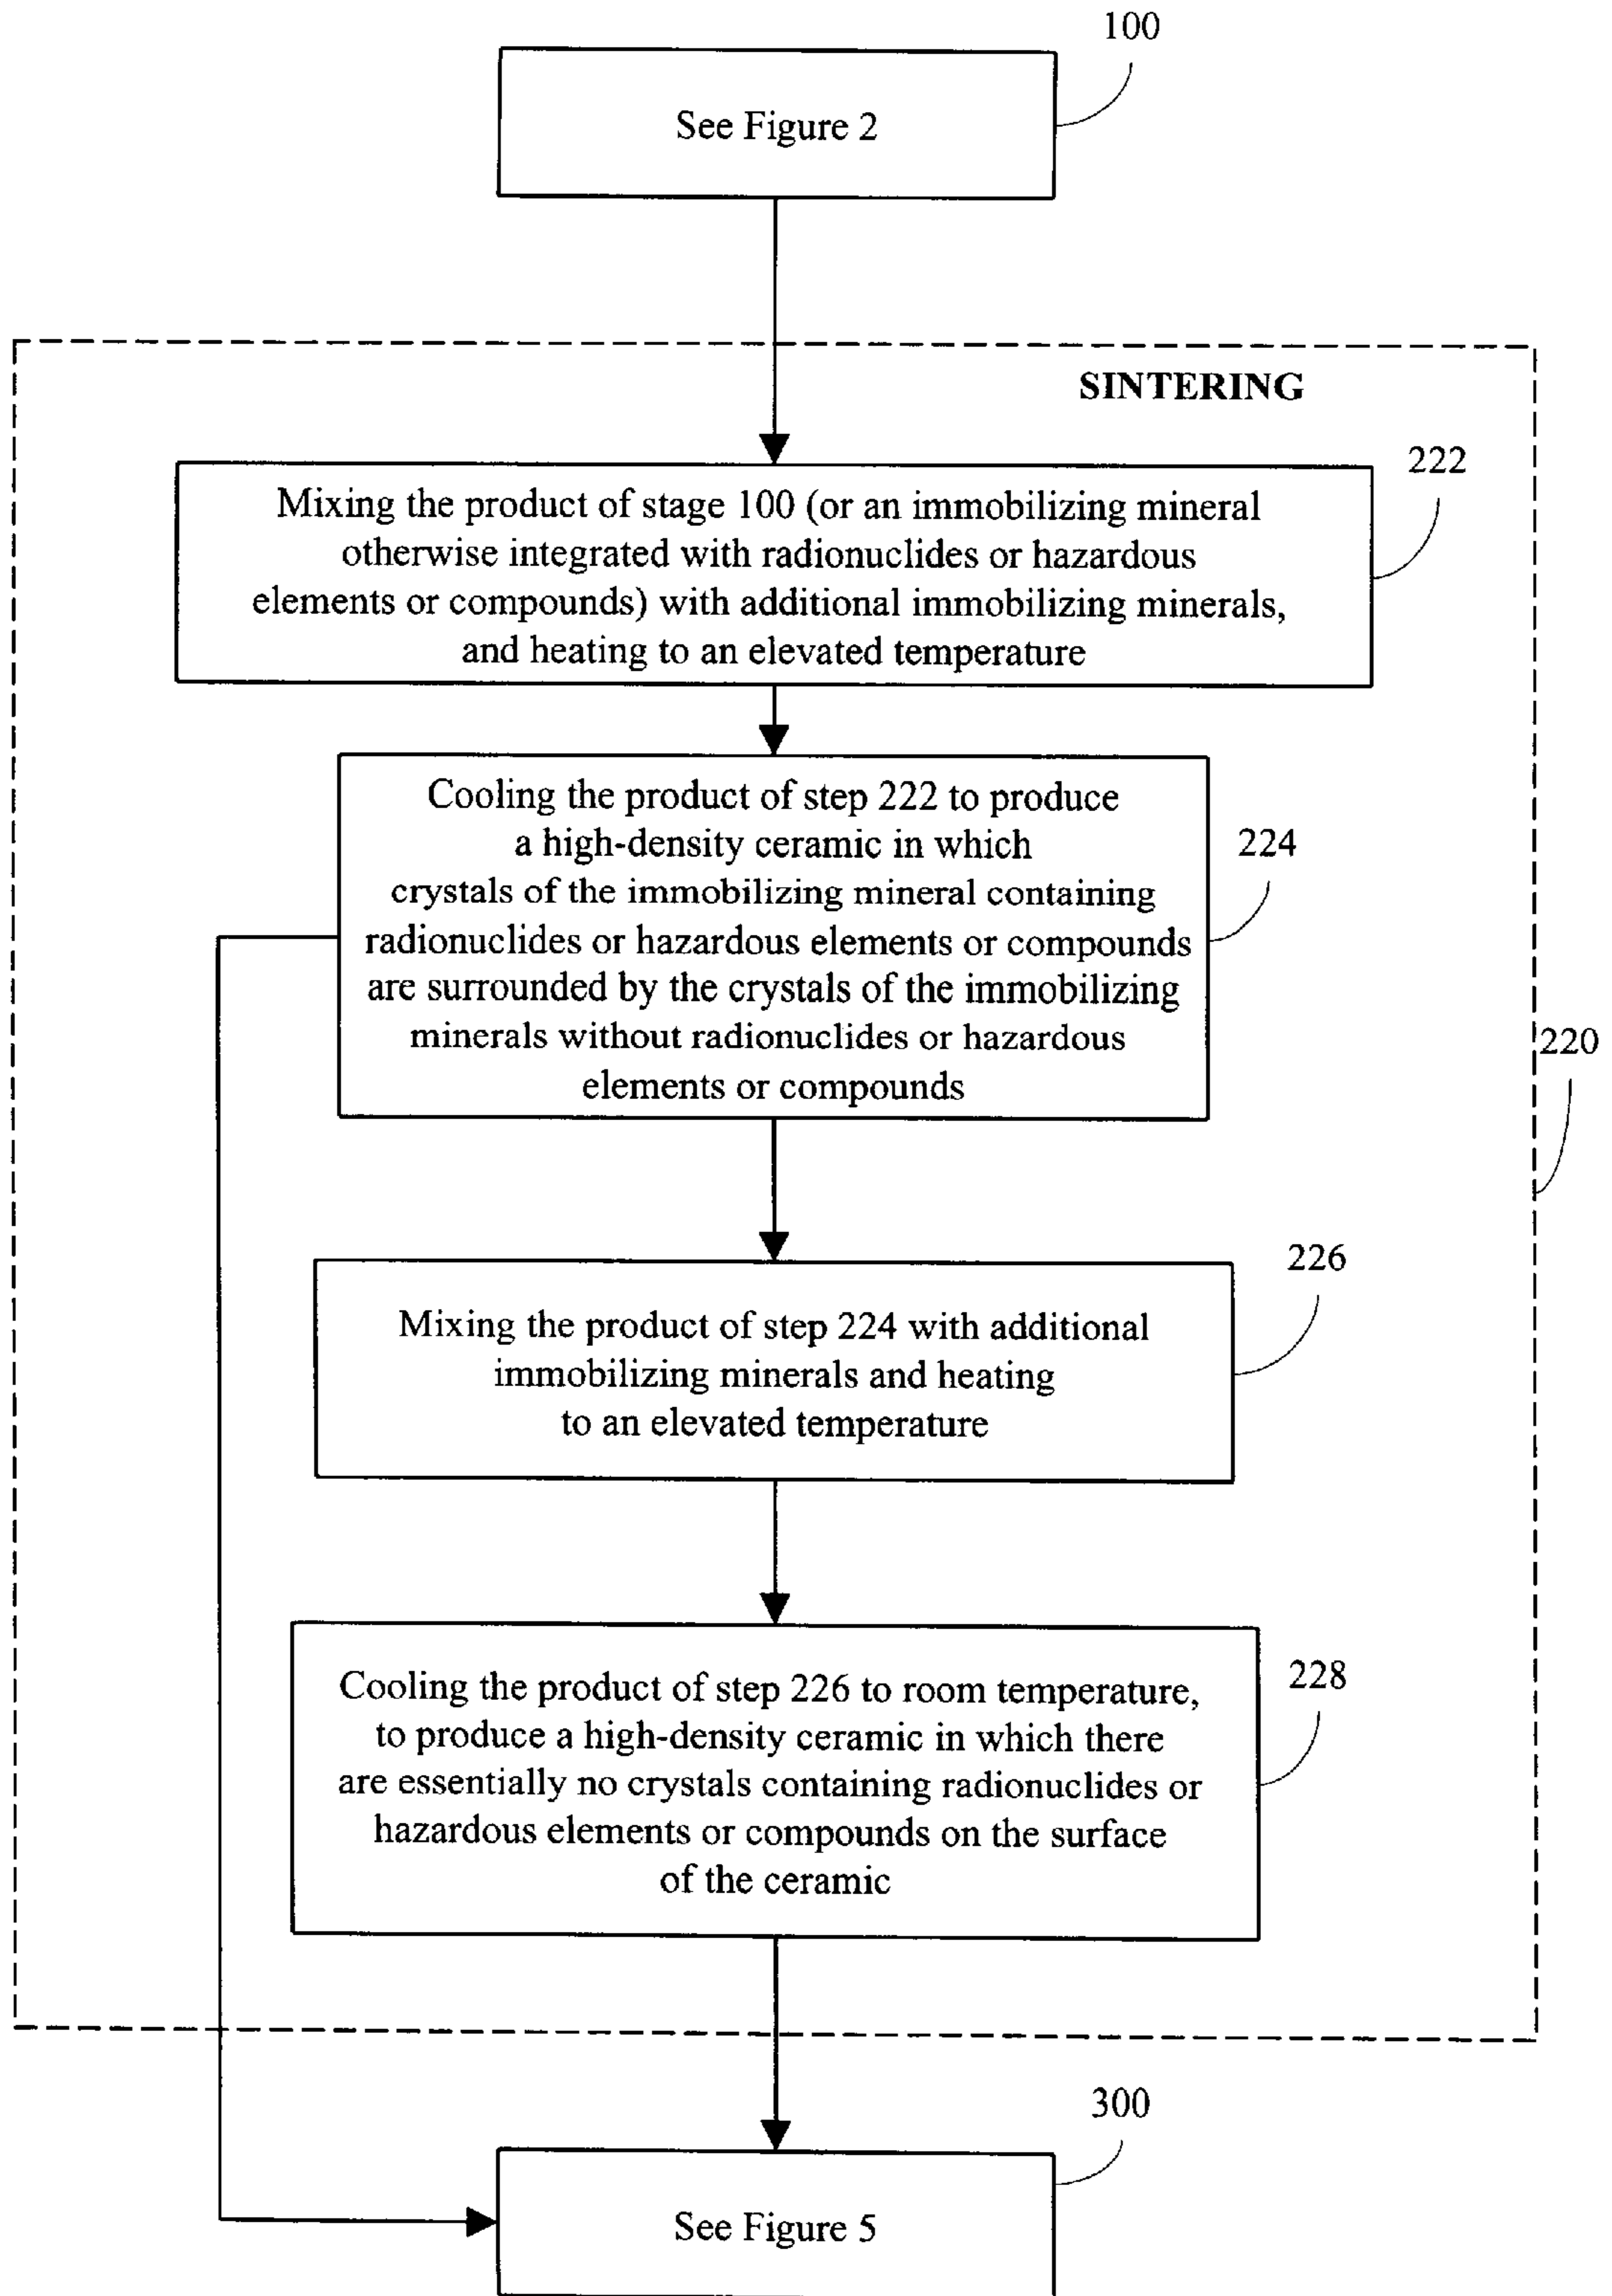 100
See Figure 2
SINTERING
222
Mixing the product of stage 100 (or an immobilizing mineral
otherwise integrated with radionuclides or hazardous
elements or compounds) with additional immobilizing minerals,
and heating to an elevated temperature
Cooling the product of step 222 to produce
a high-density ceramic in which
crystals of the immobilizing mineral containing
radionuclides or hazardous elements or compounds
are surrounded by the crystals of the immobilizing
minerals without radionuclides or hazardous
elements or compounds
224
220
226
Mixing the product of step 224 with additional
immobilizing minerals and heating
to an elevated temperature
228
Cooling the product of step 226 to room temperature,
to produce a high-density ceramic in which there
are essentially no crystals containing radionuclides or
hazardous elements or compounds on the surface
of the ceramic
300
See Figure 5